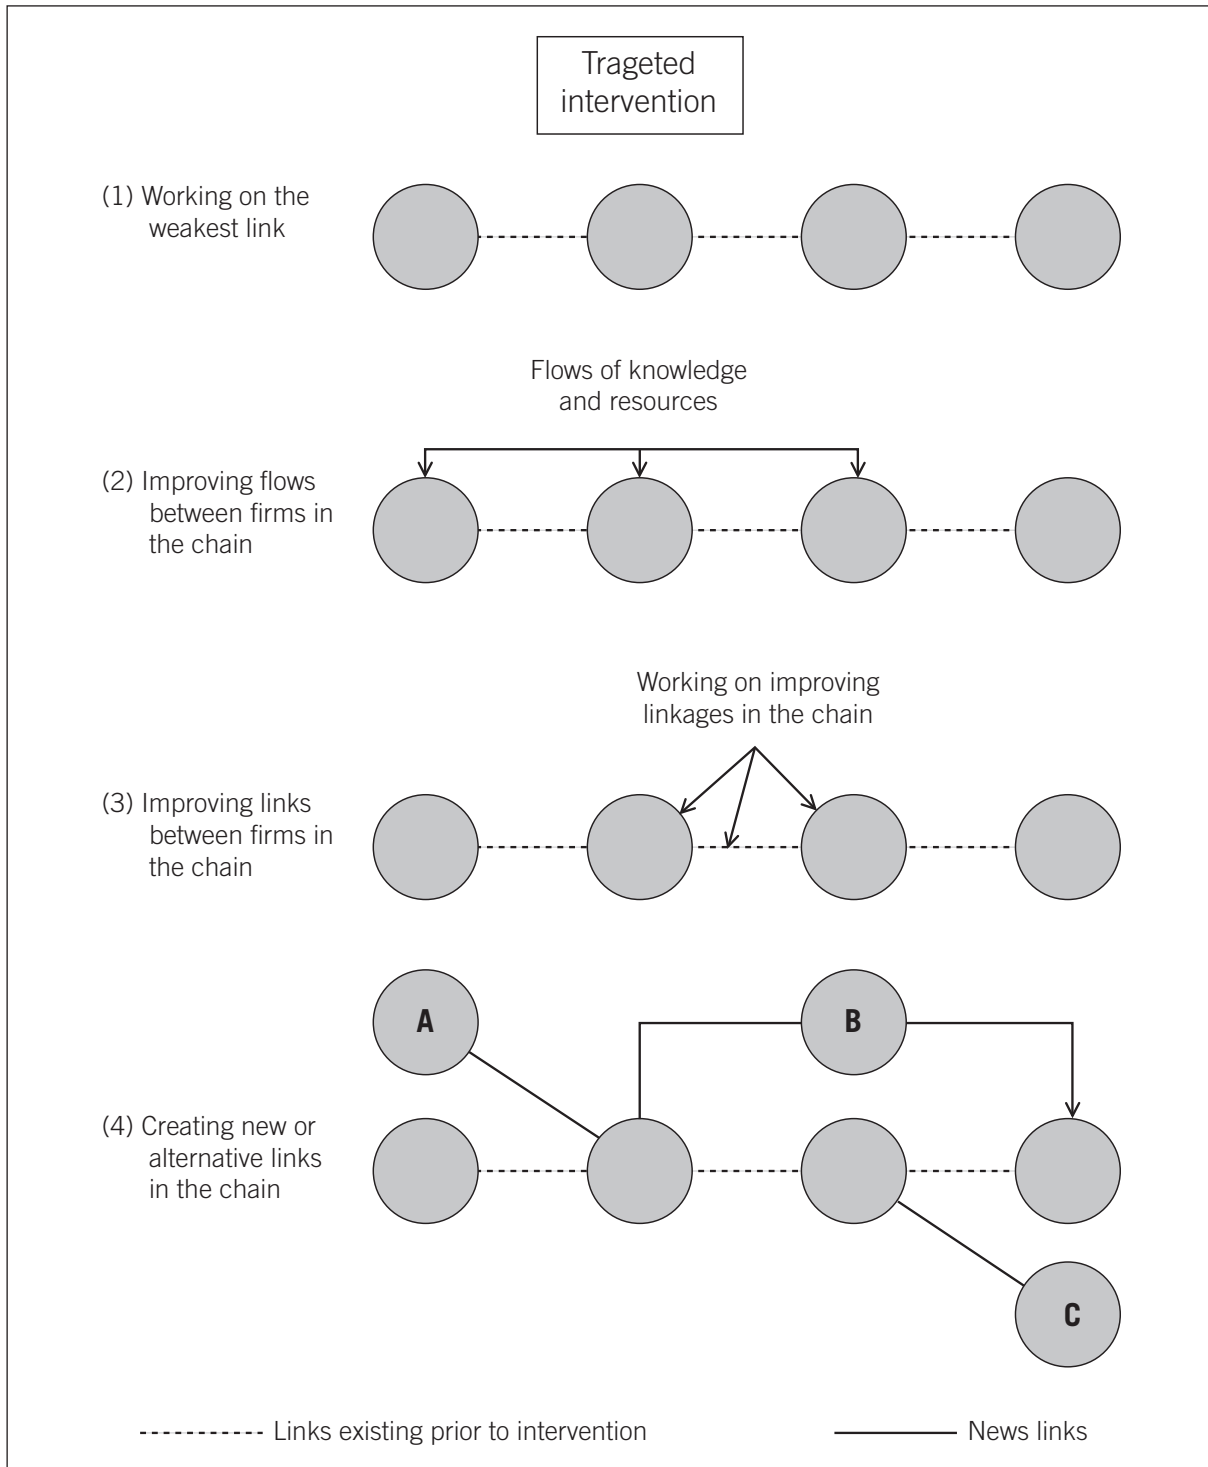 Trageted
intervention
(1) Working on the
weakest link
Flows of knowledge
and resources
(2) Improving flows
between firms in
the chain
Working on improving
linkages in the chain
(3) Improving links
between firms in
the chain
A
B
(4) Creating new or
alternative links
in the chain
C
Links existing prior to intervention
News links